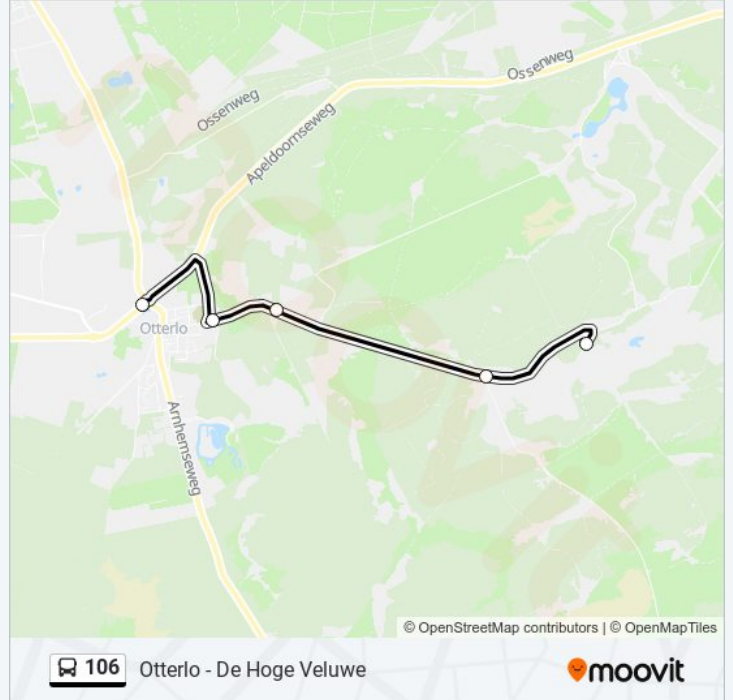 Ossenweg
Ossenweg
Apeldoornseweg
Otterlo
Arnhemseweg
© OpenStreetMap contributors | © OpenMapTiles
106 Otterlo - De Hoge Veluwe
moovit